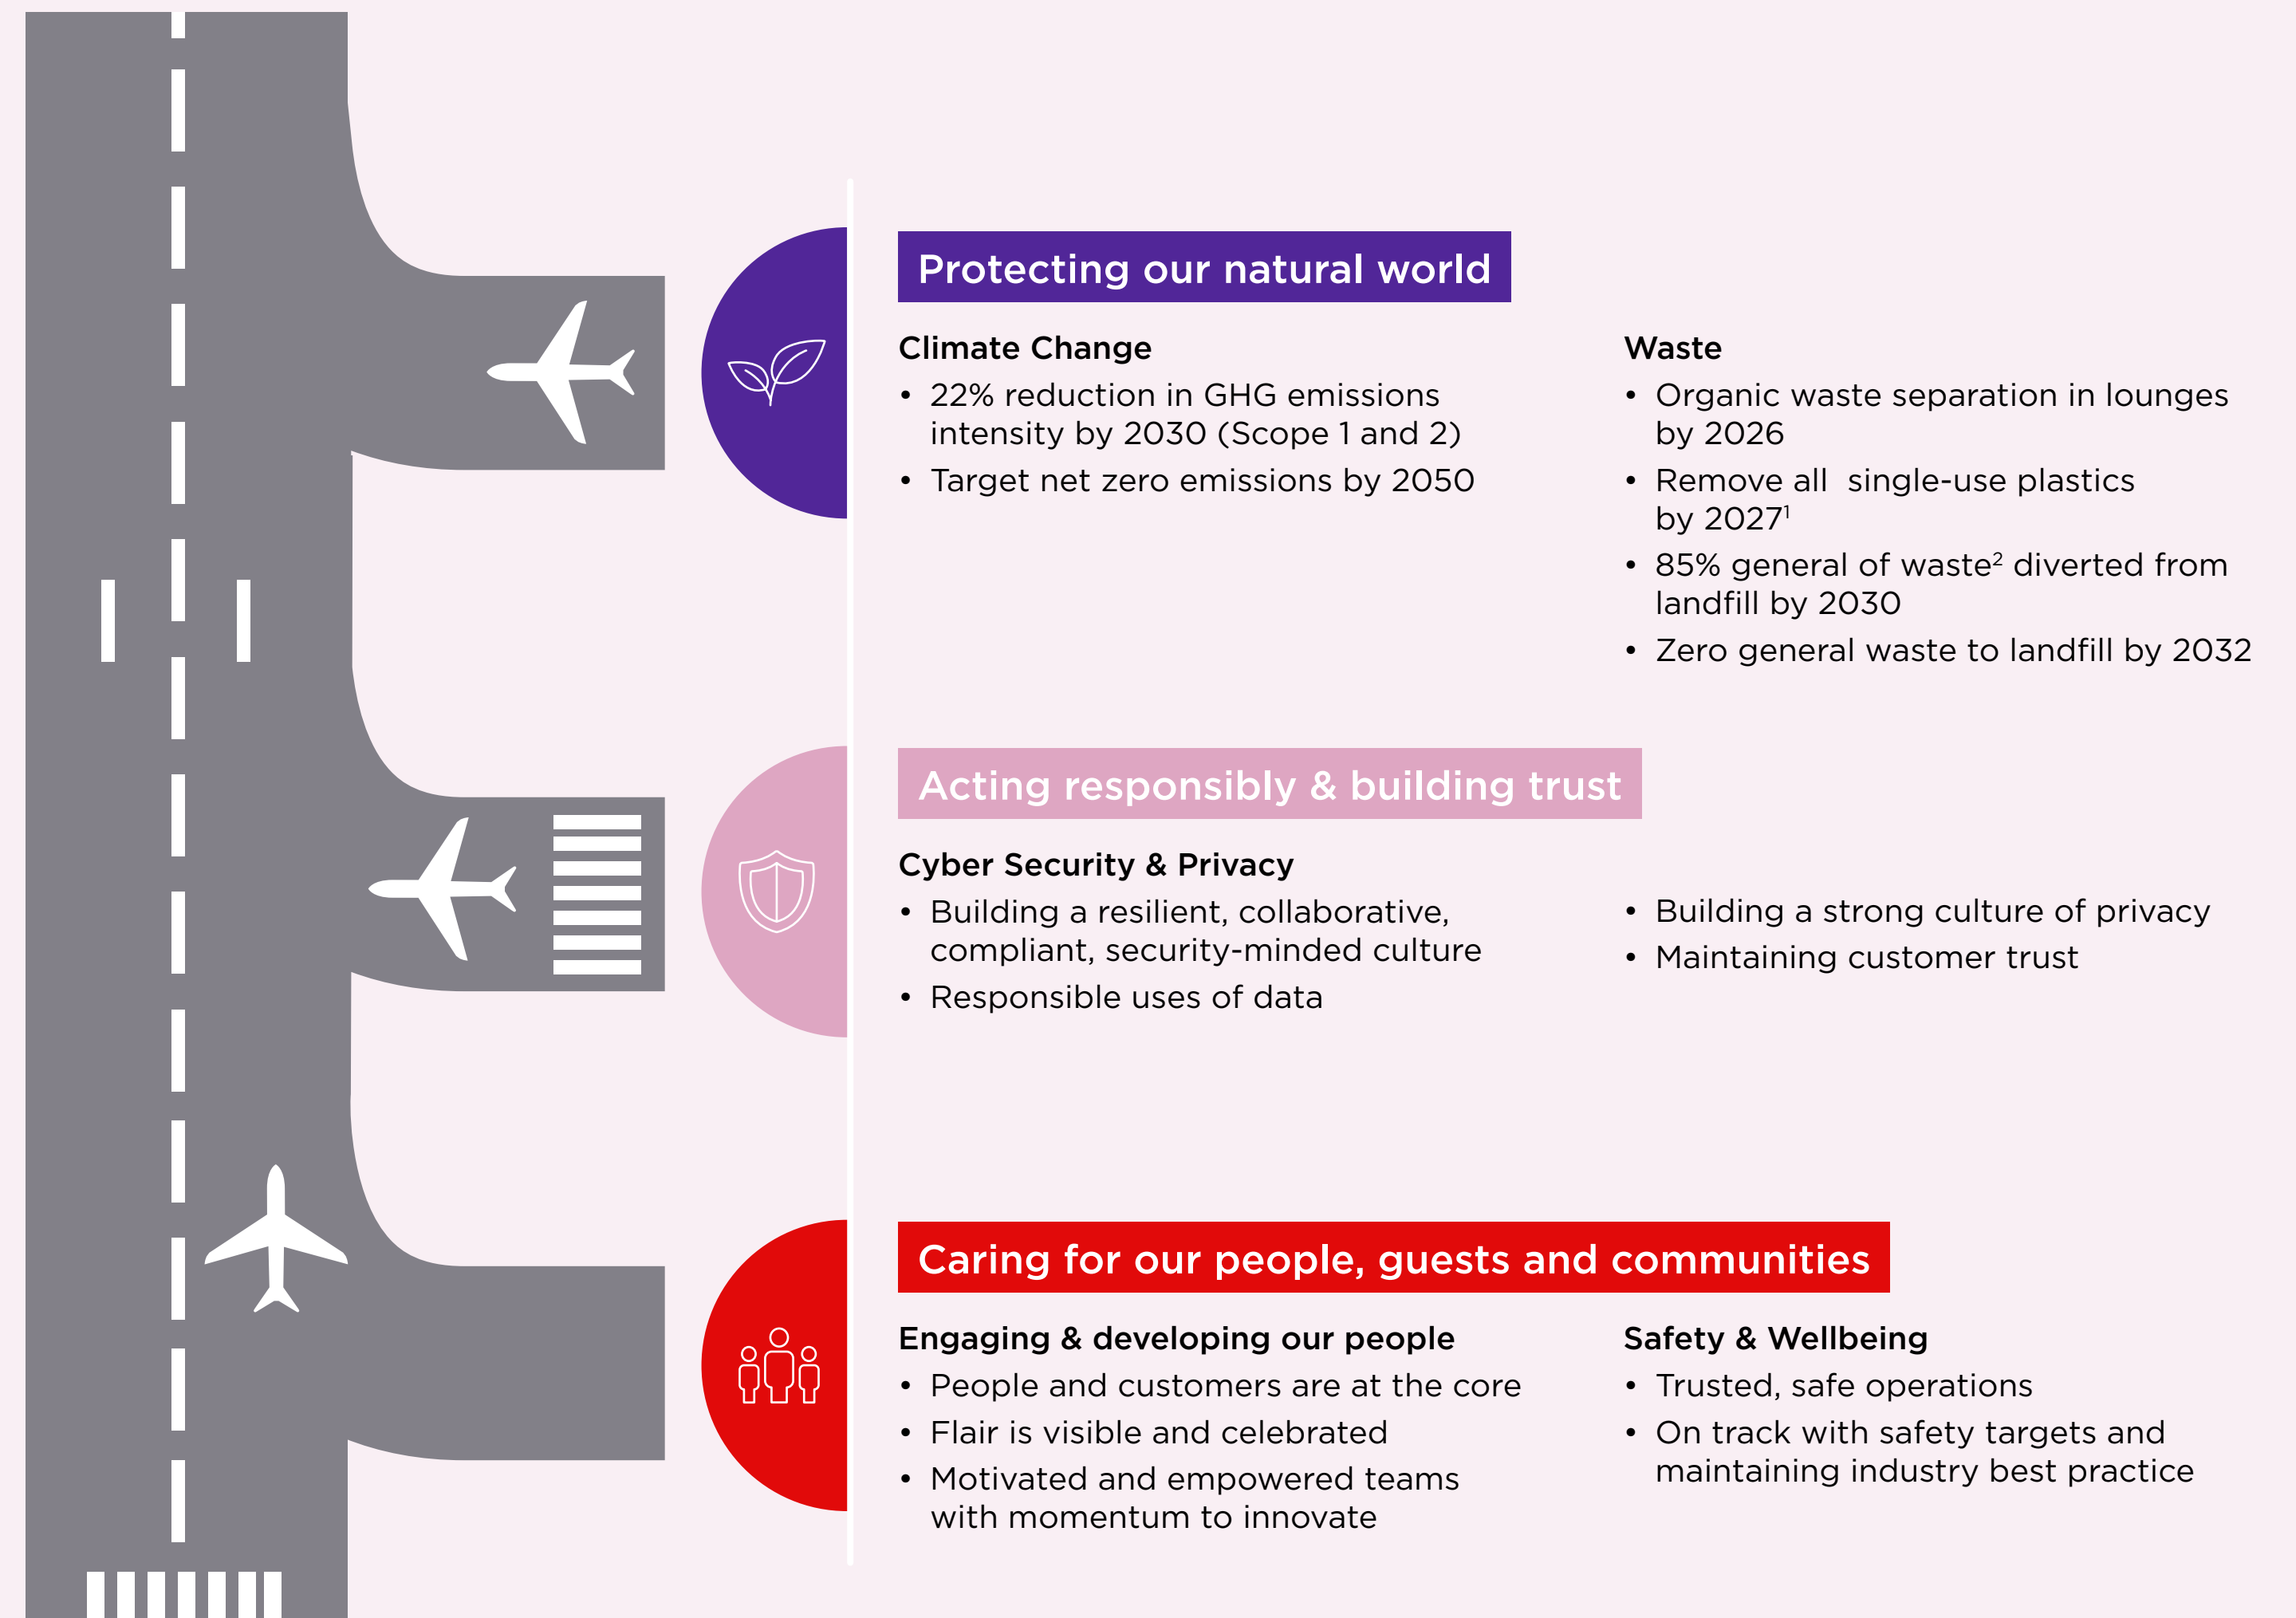 Protecting our natural world
Climate Change
• 22% reduction in GHG emissions
intensity by 2030 (Scope 1 and 2)
• Target net zero emissions by 2050
Waste
• Organic waste separation in lounges
by 2026
• Remove all  single-use plastics
by 2027¹
• 85% general of waste² diverted from
landfill by 2030
• Zero general waste to landfill by 2032
Acting responsibly & building trust
Cyber Security & Privacy
• Building a resilient, collaborative,
compliant, security-minded culture
• Responsible uses of data
• Building a strong culture of privacy
• Maintaining customer trust
Caring for our people, guests and communities
Engaging & developing our people
• People and customers are at the core
• Flair is visible and celebrated
• Motivated and empowered teams
with momentum to innovate
Safety & Wellbeing
• Trusted, safe operations
• On track with safety targets and
maintaining industry best practice